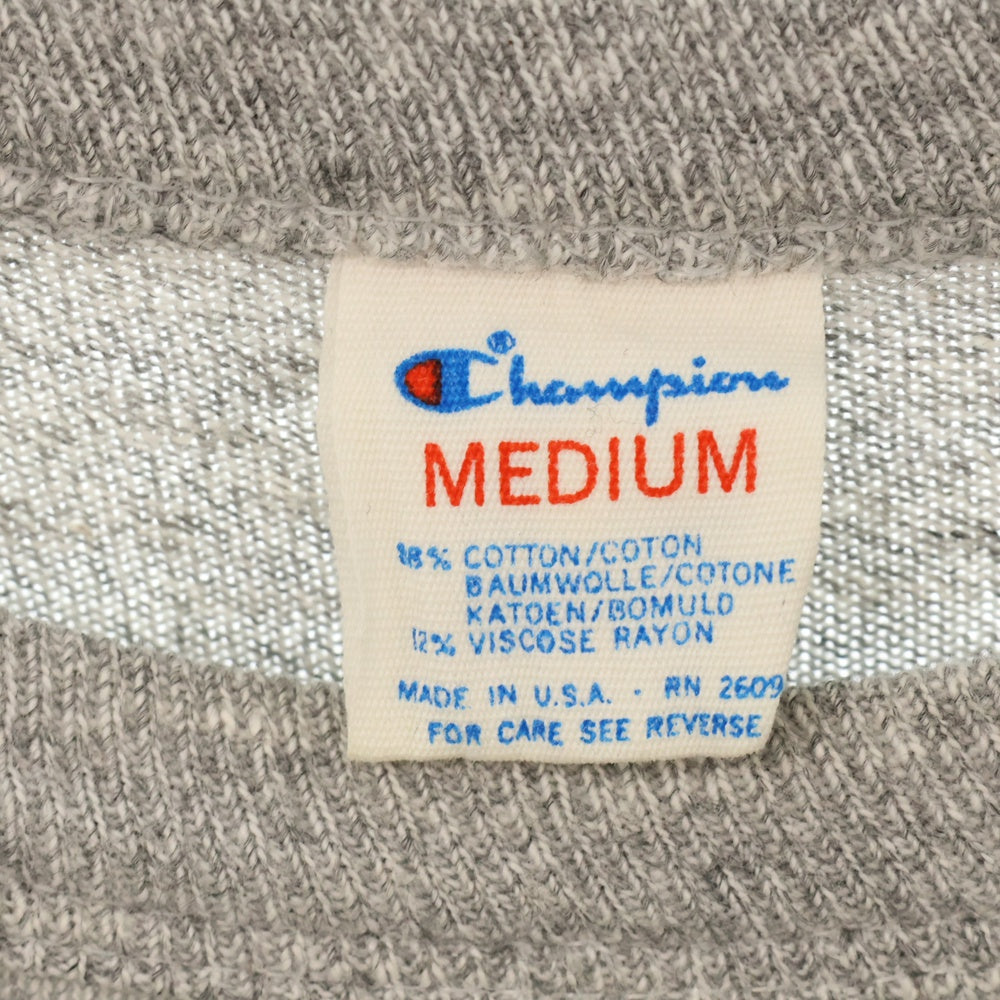 Champion®
MEDIUM
88% COTTON/COTON
BAUMWOLLE/COTONE
KATOEN/BOMULD
12% VISCOSE RAYON
MADE IN U.S.A. · RN 26094
FOR CARE SEE REVERSE